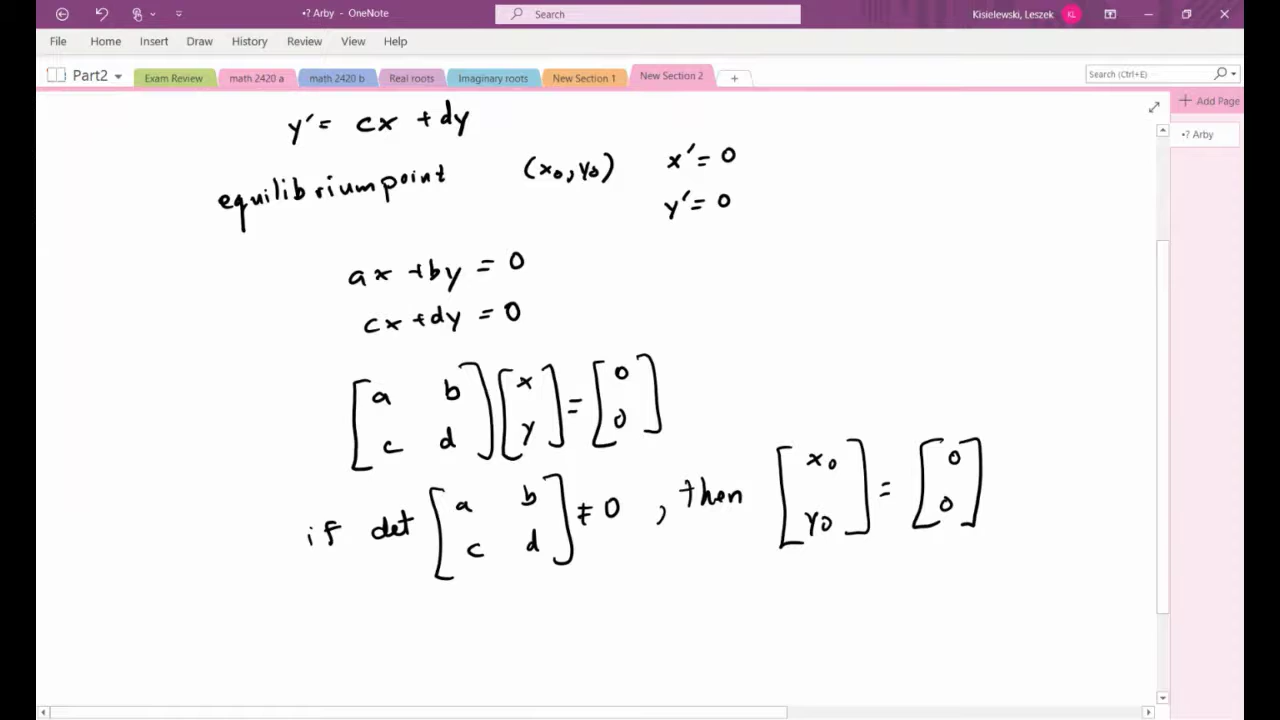 •? Arby - OneNote
Search
Kisielewski, Leszek
KL
File Home Insert Draw History Review View Help
Part2
Exam Review math 2420 a math 2420 b Real roots Imaginary roots New Section 1 New Section 2 +
Search (Ctrl+E)
+ Add Page
•? Arby
y' = cx + dy
equilibrium point (x₀, y₀) x' = 0
y' = 0
ax + by = 0
cx + dy = 0
[a b] [x] = [0]
[c d] [y] [0]
if det [a b] ≠ 0 , then [x₀] = [0]
[c d] [y₀] [0]